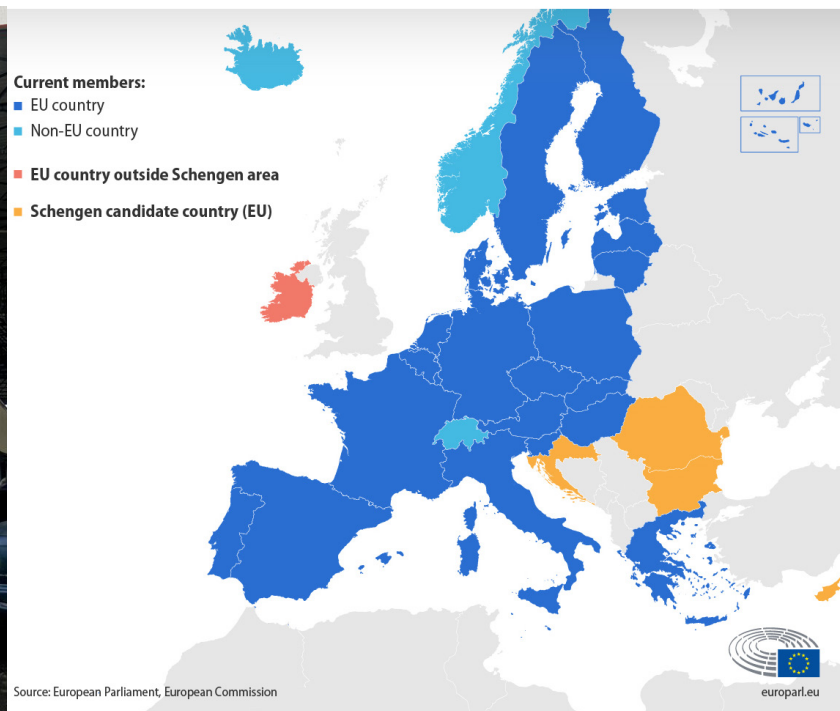 Current members:
EU country
Non-EU country
EU country outside Schengen area
Schengen candidate country (EU)
Source: European Parliament, European Commission
europarl.eu